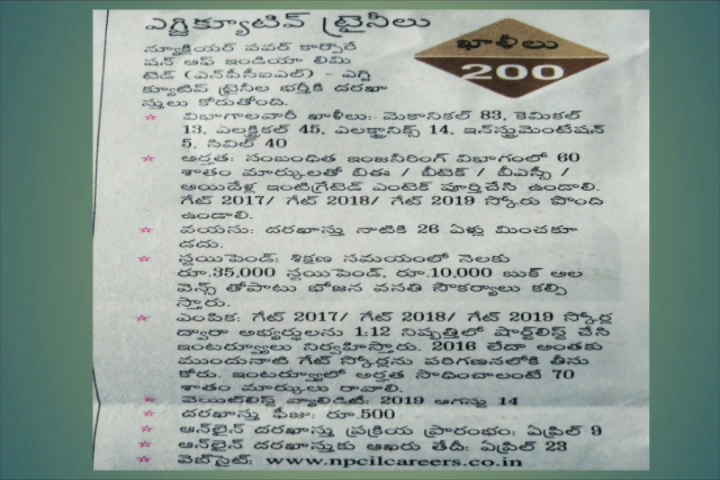 ఎగ్జిక్యూటివ్ ట్రైనీలు
ఖాళీలు
200
న్యూక్లియర్ పవర్ కార్పొరే
షన్ ఆఫ్ ఇండియా లిమి
టెడ్ (ఎన్‌పీసీఐఎల్) - ఎగ్జి
క్యూటివ్ ట్రైనీల భర్తీకి దరఖా
స్తులు కోరుతోంది.
☆ విభాగాలవారీ ఖాళీలు: మెకానికల్ 83, కెమికల్
13, ఎలక్ట్రికల్ 45, ఎలక్ట్రానిక్స్ 14, ఇన్‌స్ట్రుమెంటేషన్
5, సివిల్ 40
☆ అర్హత: సంబంధిత ఇంజనీరింగ్ విభాగంలో 60
శాతం మార్కులతో బీఈ / బీటెక్ / బీఎస్సీ /
అయిదేళ్ల ఇంటిగ్రేటెడ్ ఎంటెక్ పూర్తిచేసి ఉండాలి.
గేట్ 2017/ గేట్ 2018/ గేట్ 2019 స్కోరు పొంది
ఉండాలి.
☆ వయసు: దరఖాస్తు నాటికి 26 ఏళ్లు మించకూ
డదు.
☆ స్టయిపెండ్: శిక్షణ సమయంలో నెలకు
రూ.35,000 స్టయిపెండ్, రూ.10,000 బుక్ అల
వెన్స్ తోపాటు భోజన వసతి సౌకర్యాలు కల్పి
స్తారు.
☆ ఎంపిక: గేట్ 2017/ గేట్ 2018/ గేట్ 2019 స్కోర్ల
ద్వారా అభ్యర్థులను 1:12 నిష్పత్తిలో షార్ట్‌లిస్ట్ చేసి
ఇంటర్వ్యూలు నిర్వహిస్తారు. 2016 లేదా అంతకు
ముందునాటి గేట్ స్కోర్లను పరిగణనలోకి తీసు
కోరు. ఇంటర్వ్యూలో అర్హత సాధించాలంటే 70
శాతం మార్కులు రావాలి.
☆ వెయిట్‌లిస్ట్ వ్యాలిడిటీ: 2019 ఆగస్టు 14
☆ దరఖాస్తు ఫీజు: రూ.500
☆ ఆన్‌లైన్ దరఖాస్తు ప్రక్రియ ప్రారంభం: ఏప్రిల్ 9
☆ ఆన్‌లైన్ దరఖాస్తుకు ఆఖరు తేదీ: ఏప్రిల్ 23
☆ వెబ్‌సైట్: www.npcilcareers.co.in